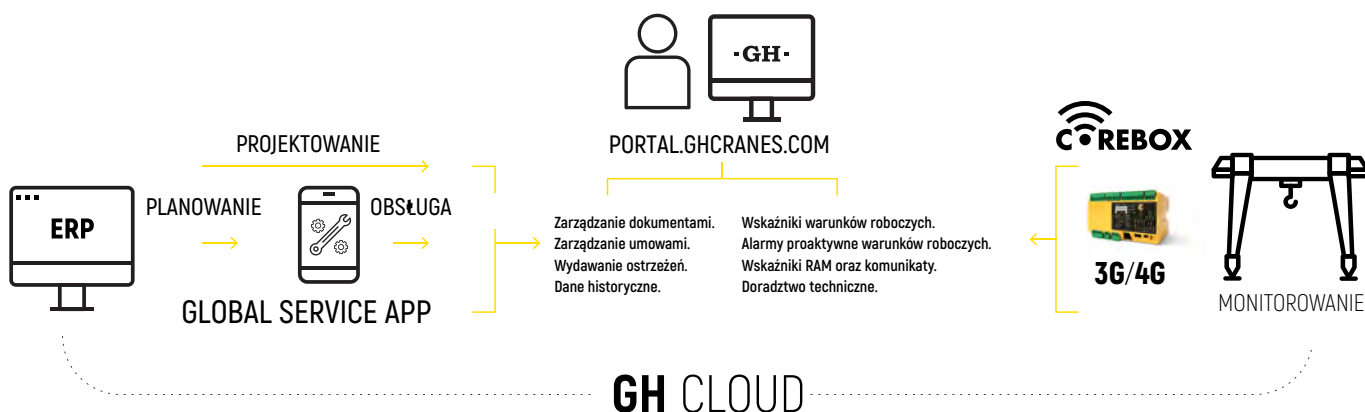 ·GH·
PORTAL.GHCRANES.COM
PROJEKTOWANIE
ERP
PLANOWANIE
OBSŁUGA
GLOBAL SERVICE APP
Zarządzanie dokumentami.
Zarządzanie umowami.
Wydawanie ostrzeżeń.
Dane historyczne.
Wskaźniki warunków roboczych.
Alarmy proaktywne warunków roboczych.
Wskaźniki RAM oraz komunikaty.
Doradztwo techniczne.
COREBOX
3G/4G
MONITOROWANIE
GH CLOUD